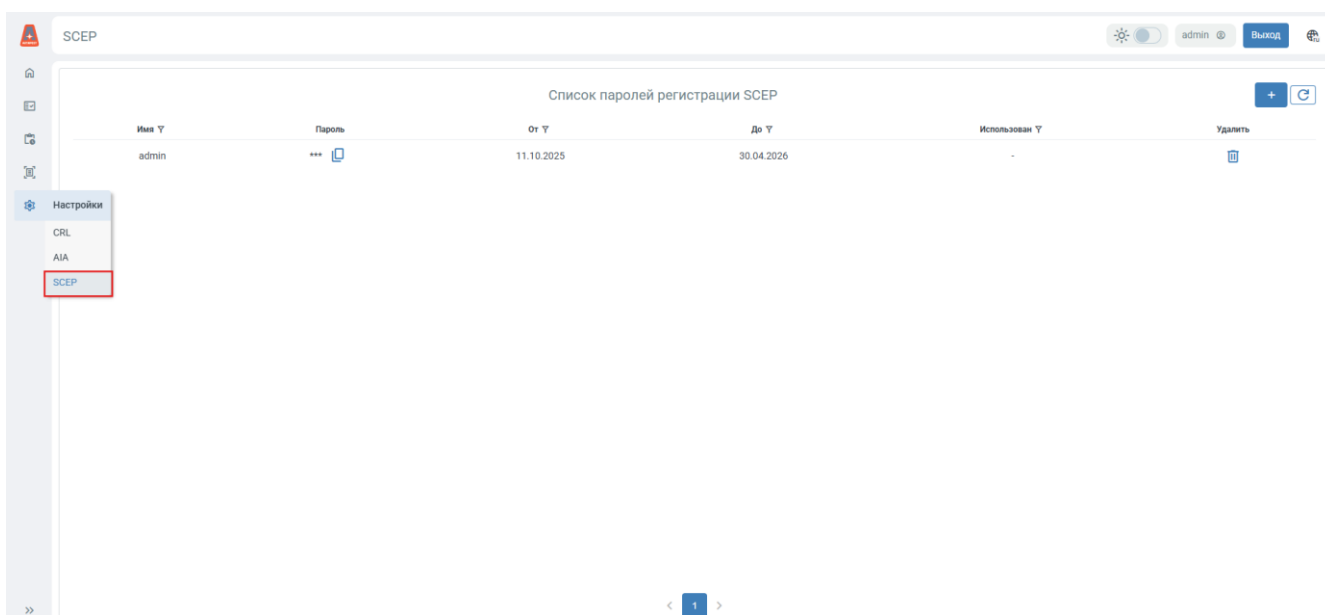 SCEP
admin
Выход
ru
Список паролей регистрации SCEP
+
Имя
Пароль
От
До
Использован
Удалить
admin
***
11.10.2025
30.04.2026
-
Настройки
CRL
AIA
SCEP
1